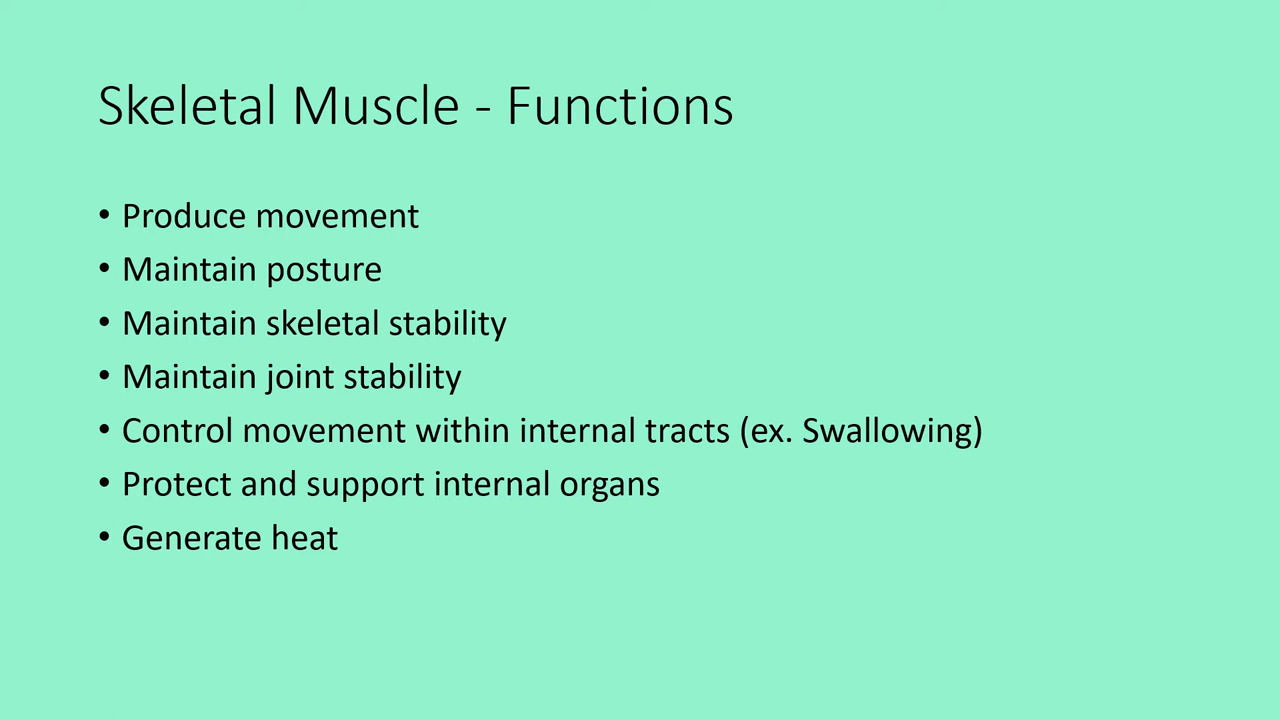 Skeletal Muscle - Functions
• Produce movement
• Maintain posture
• Maintain skeletal stability
• Maintain joint stability
• Control movement within internal tracts (ex. Swallowing)
• Protect and support internal organs
• Generate heat